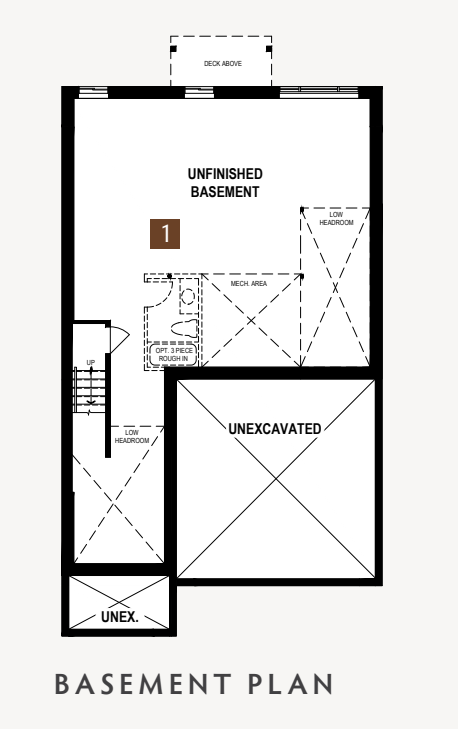 DECK ABOVE
UNFINISHED
BASEMENT
1
LOW
HEADROOM
MECH. AREA
OPT. 3 PIECE
ROUGH IN
UP
LOW
HEADROOM
UNEXCAVATED
UNEX.
BASEMENT PLAN